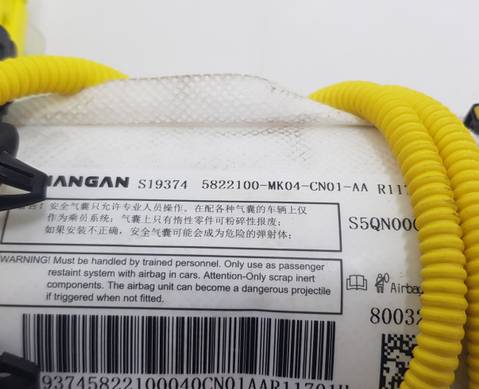 HANGAN S19374 5822100-MK04-CN01-AA R117
安全气囊只允许专业人员操作。在配各种气囊的车辆上仅
作为乘员系统；气囊上只有惰性零件可粉碎性报废；
如果安装不正确，安全气囊可能会成为危险的弹射体；
S5QN00
WARNING! Must be handled by trained personnel. Only use as passenger
restaint system with airbag in cars. Attention-Only scrap inert
components. The airbag unit can become a dangerous projectile
if triggered when not fitted.
Airbag
80032
93745822100040CN01AAR11701H